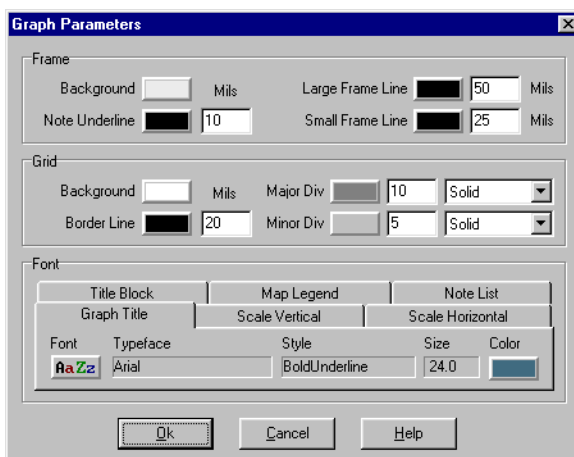 Graph Parameters
Frame
Background Mils Large Frame Line 50 Mils
Note Underline 10 Small Frame Line 25 Mils
Grid
Background Mils Major Div 10 Solid
Border Line 20 Minor Div 5 Solid
Font
Title Block Map Legend Note List
Graph Title Scale Vertical Scale Horizontal
Font Typeface Style Size Color
AaZz Arial BoldUnderline 24.0
Ok Cancel Help